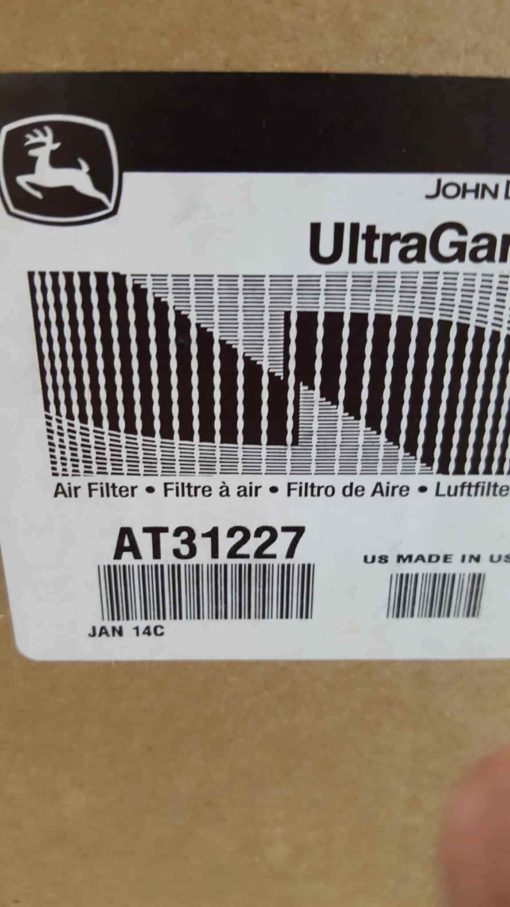 JOHN D
UltraGar
Air Filter • Filtre à air • Filtro de Aire • Luftfilte
AT31227
US MADE IN US
JAN 14C